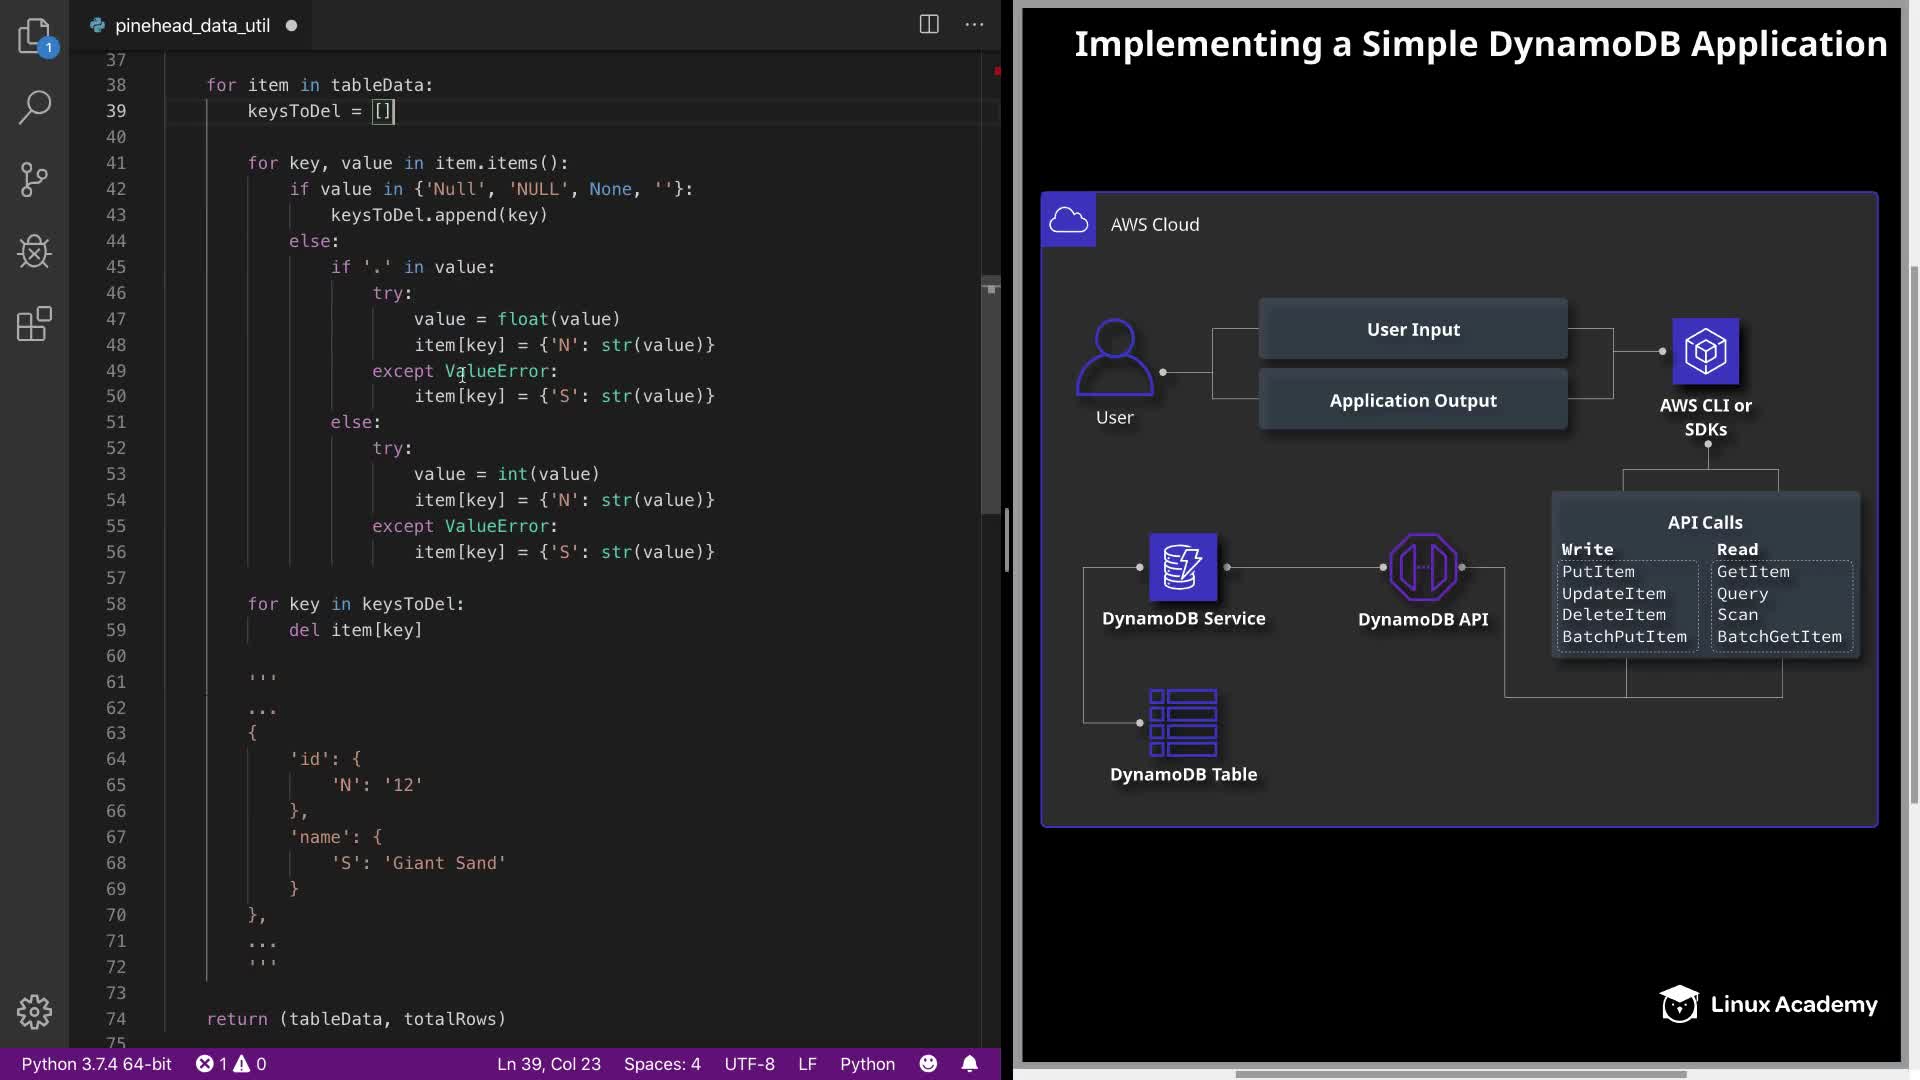 1
pinehead_data_util
37
38 for item in tableData:
39 keysToDel = []
40
41 for key, value in item.items():
42 if value in {'Null', 'NULL', None, ''}:
43 keysToDel.append(key)
44 else:
45 if '.' in value:
46 try:
47 value = float(value)
48 item[key] = {'N': str(value)}
49 except ValueError:
50 item[key] = {'S': str(value)}
51 else:
52 try:
53 value = int(value)
54 item[key] = {'N': str(value)}
55 except ValueError:
56 item[key] = {'S': str(value)}
57
58 for key in keysToDel:
59 del item[key]
60
61 '''
62 ...
63 {
64 'id': {
65 'N': '12'
66 },
67 'name': {
68 'S': 'Giant Sand'
69 }
70 },
71 ...
72 '''
73
74 return (tableData, totalRows)
75
Python 3.7.4 64-bit 1 0 Ln 39, Col 23 Spaces: 4 UTF-8 LF Python
Implementing a Simple DynamoDB Application
AWS Cloud
User Input
Application Output
User
AWS CLI or
SDKs
API Calls
Write Read
PutItem GetItem
UpdateItem Query
DeleteItem Scan
BatchPutItem BatchGetItem
DynamoDB Service
DynamoDB API
DynamoDB Table
Linux Academy